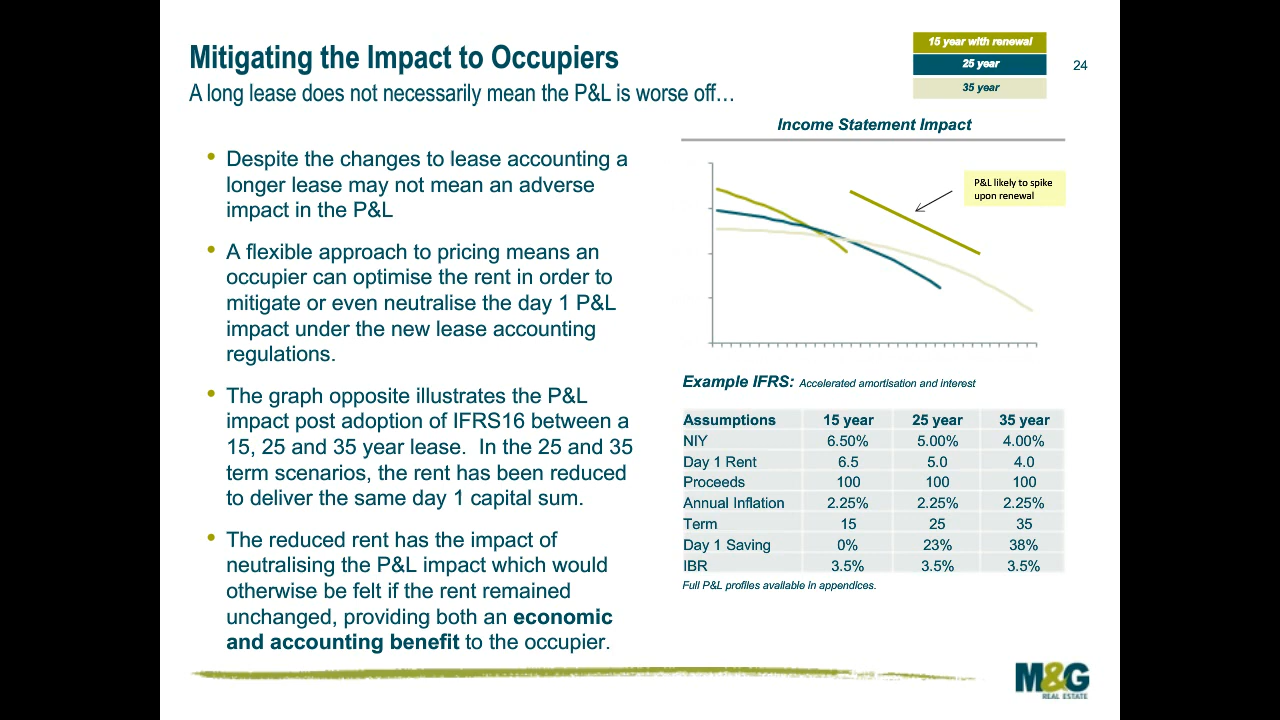 Mitigating the Impact to Occupiers
A long lease does not necessarily mean the P&L is worse off…
15 year with renewal
25 year
35 year
24
• Despite the changes to lease accounting a
longer lease may not mean an adverse
impact in the P&L
• A flexible approach to pricing means an
occupier can optimise the rent in order to
mitigate or even neutralise the day 1 P&L
impact under the new lease accounting
regulations.
• The graph opposite illustrates the P&L
impact post adoption of IFRS16 between a
15, 25 and 35 year lease. In the 25 and 35
term scenarios, the rent has been reduced
to deliver the same day 1 capital sum.
• The reduced rent has the impact of
neutralising the P&L impact which would
otherwise be felt if the rent remained
unchanged, providing both an economic
and accounting benefit to the occupier.
Income Statement Impact
P&L likely to spike
upon renewal
Example IFRS: Accelerated amortisation and interest
Assumptions 15 year 25 year 35 year
NIY 6.50% 5.00% 4.00%
Day 1 Rent 6.5 5.0 4.0
Proceeds 100 100 100
Annual Inflation 2.25% 2.25% 2.25%
Term 15 25 35
Day 1 Saving 0% 23% 38%
IBR 3.5% 3.5% 3.5%
Full P&L profiles available in appendices.
M&G
REAL ESTATE